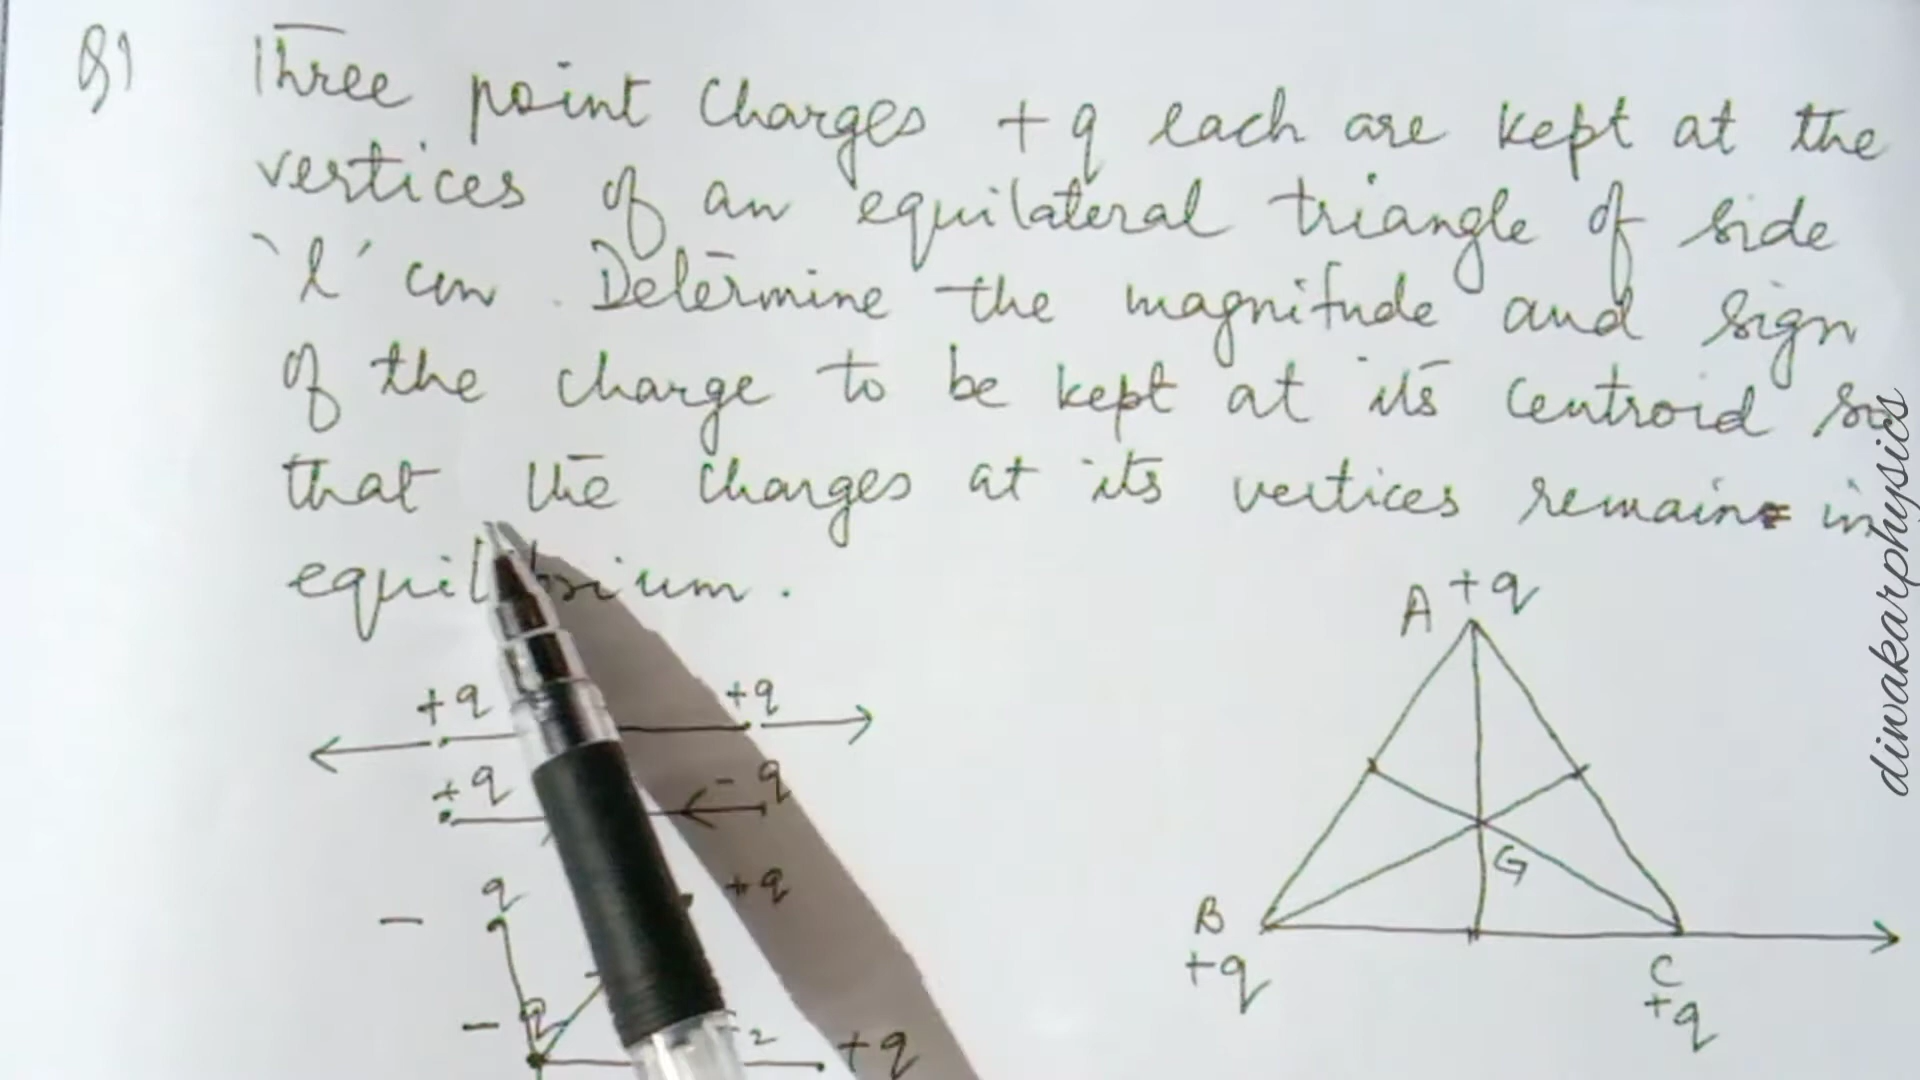 Q1 Three point charges +q each are kept at the
vertices of an equilateral triangle of side
'l' cm. Determine the magnitude and sign
of the charge to be kept at its centroid so
that the charges at its vertices remain in
equilibrium.
A +q
+q +q
+q -q
G
q +q
-
B C
+q +q
- q 2 +q
diwakarphysics